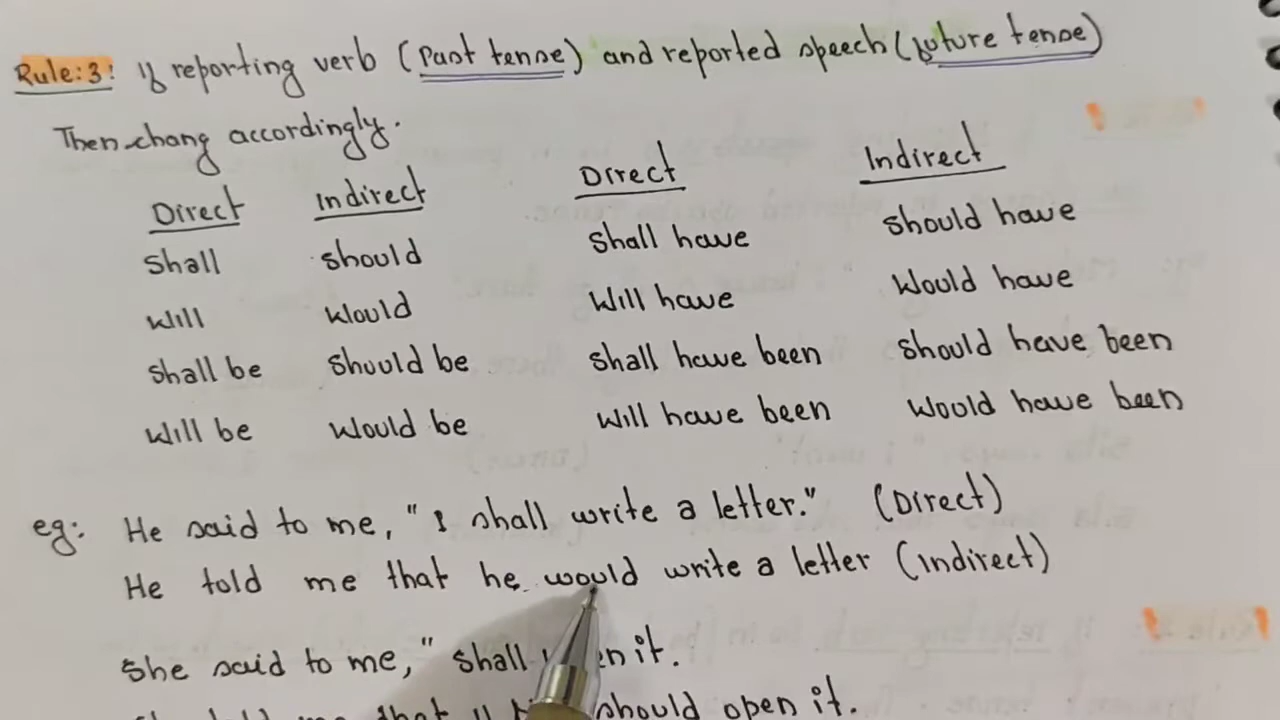 Rule:3! If reporting verb (Past tense) and reported speech (future tense)
Then chang accordingly.
Direct Indirect Direct Indirect
Shall should shall have should have
Will Would Will have Would have
Shall be should be shall have been should have been
Will be Would be Will have been Would have been
eg: He said to me, "I shall write a letter." (Direct)
He told me that he would write a letter (Indirect)
She said to me, "shall it.
that should open it.